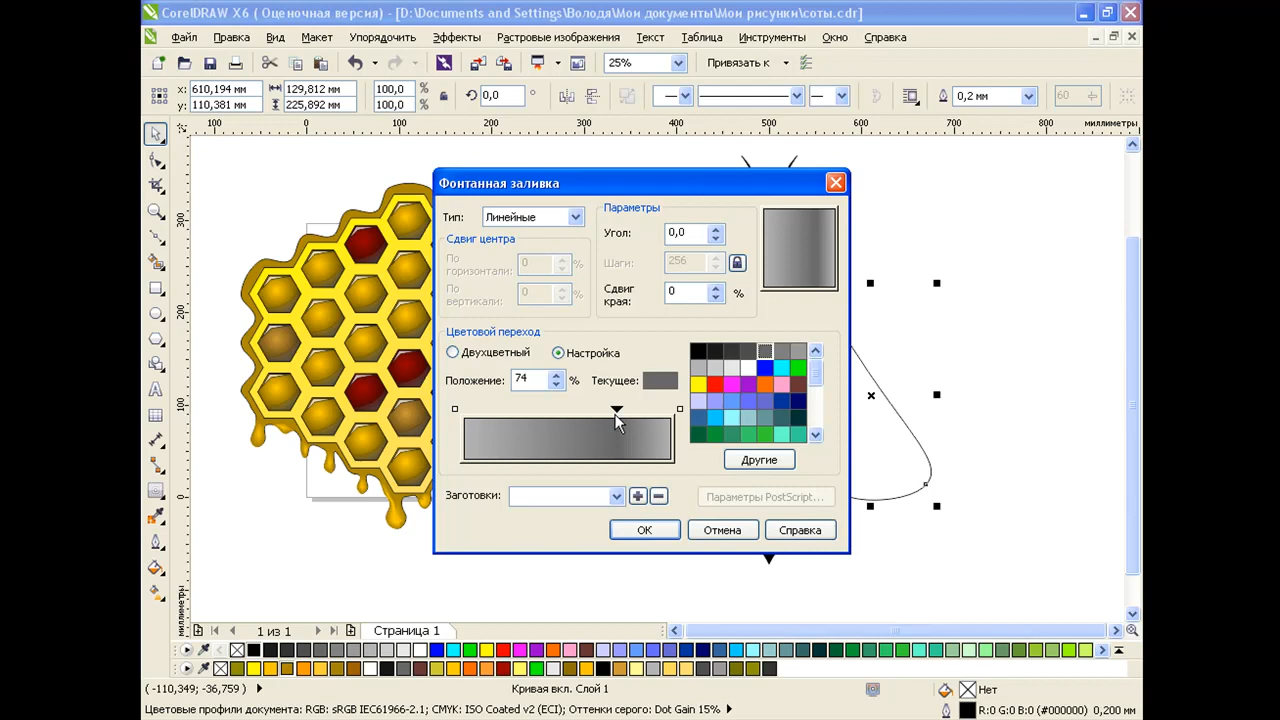 CorelDRAW X6 ( Оценочная версия) - [D:\Documents and Settings\Володя\Мои документы\Мои рисунки\соты.cdr]
Файл Правка Вид Макет Упорядочить Эффекты Растровые изображения Текст Таблица Инструменты Окно Справка
25% Привязать к
x: 610,194 мм 129,812 мм 100,0 % 0,0 ° 0,2 мм 60
y: 110,381 мм 225,892 мм 100,0 %
100 0 100 200 300 400 500 600 700 800 миллиметры
300
200
100
0
миллиметры
Фонтанная заливка
Тип: Линейные
Параметры
Угол: 0,0
Сдвиг центра
По горизонтали: 0 %
Шаги: 256
По вертикали: 0 %
Сдвиг края: 0 %
Цветовой переход
Двухцветный Настройка
Положение: 74 % Текущее:
Другие
Заготовки: Параметры PostScript...
ОК Отмена Справка
1 из 1 Страница 1
(-110,349; -36,759) Кривая вкл. Слой 1 Нет
Цветовые профили документа: RGB: sRGB IEC61966-2.1; CMYK: ISO Coated v2 (ECI); Оттенки серого: Dot Gain 15% R:0 G:0 B:0 (#000000) 0,200 мм